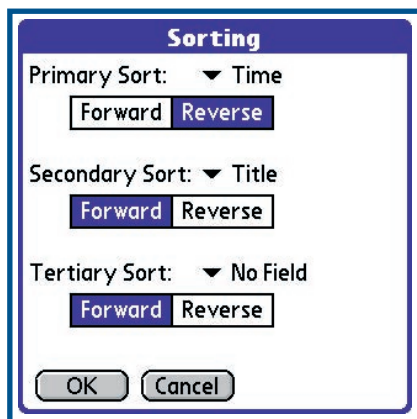 Sorting
Primary Sort: Time
Forward Reverse
Secondary Sort: Title
Forward Reverse
Tertiary Sort: No Field
Forward Reverse
OK Cancel